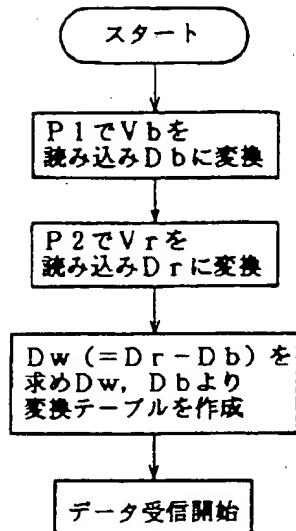 スタート
P1でVbを
読み込みDbに変換
P2でVrを
読み込みDrに変換
Dw(=Dr-Db)を
求めDw,Dbより
変換テーブルを作成
データ受信開始